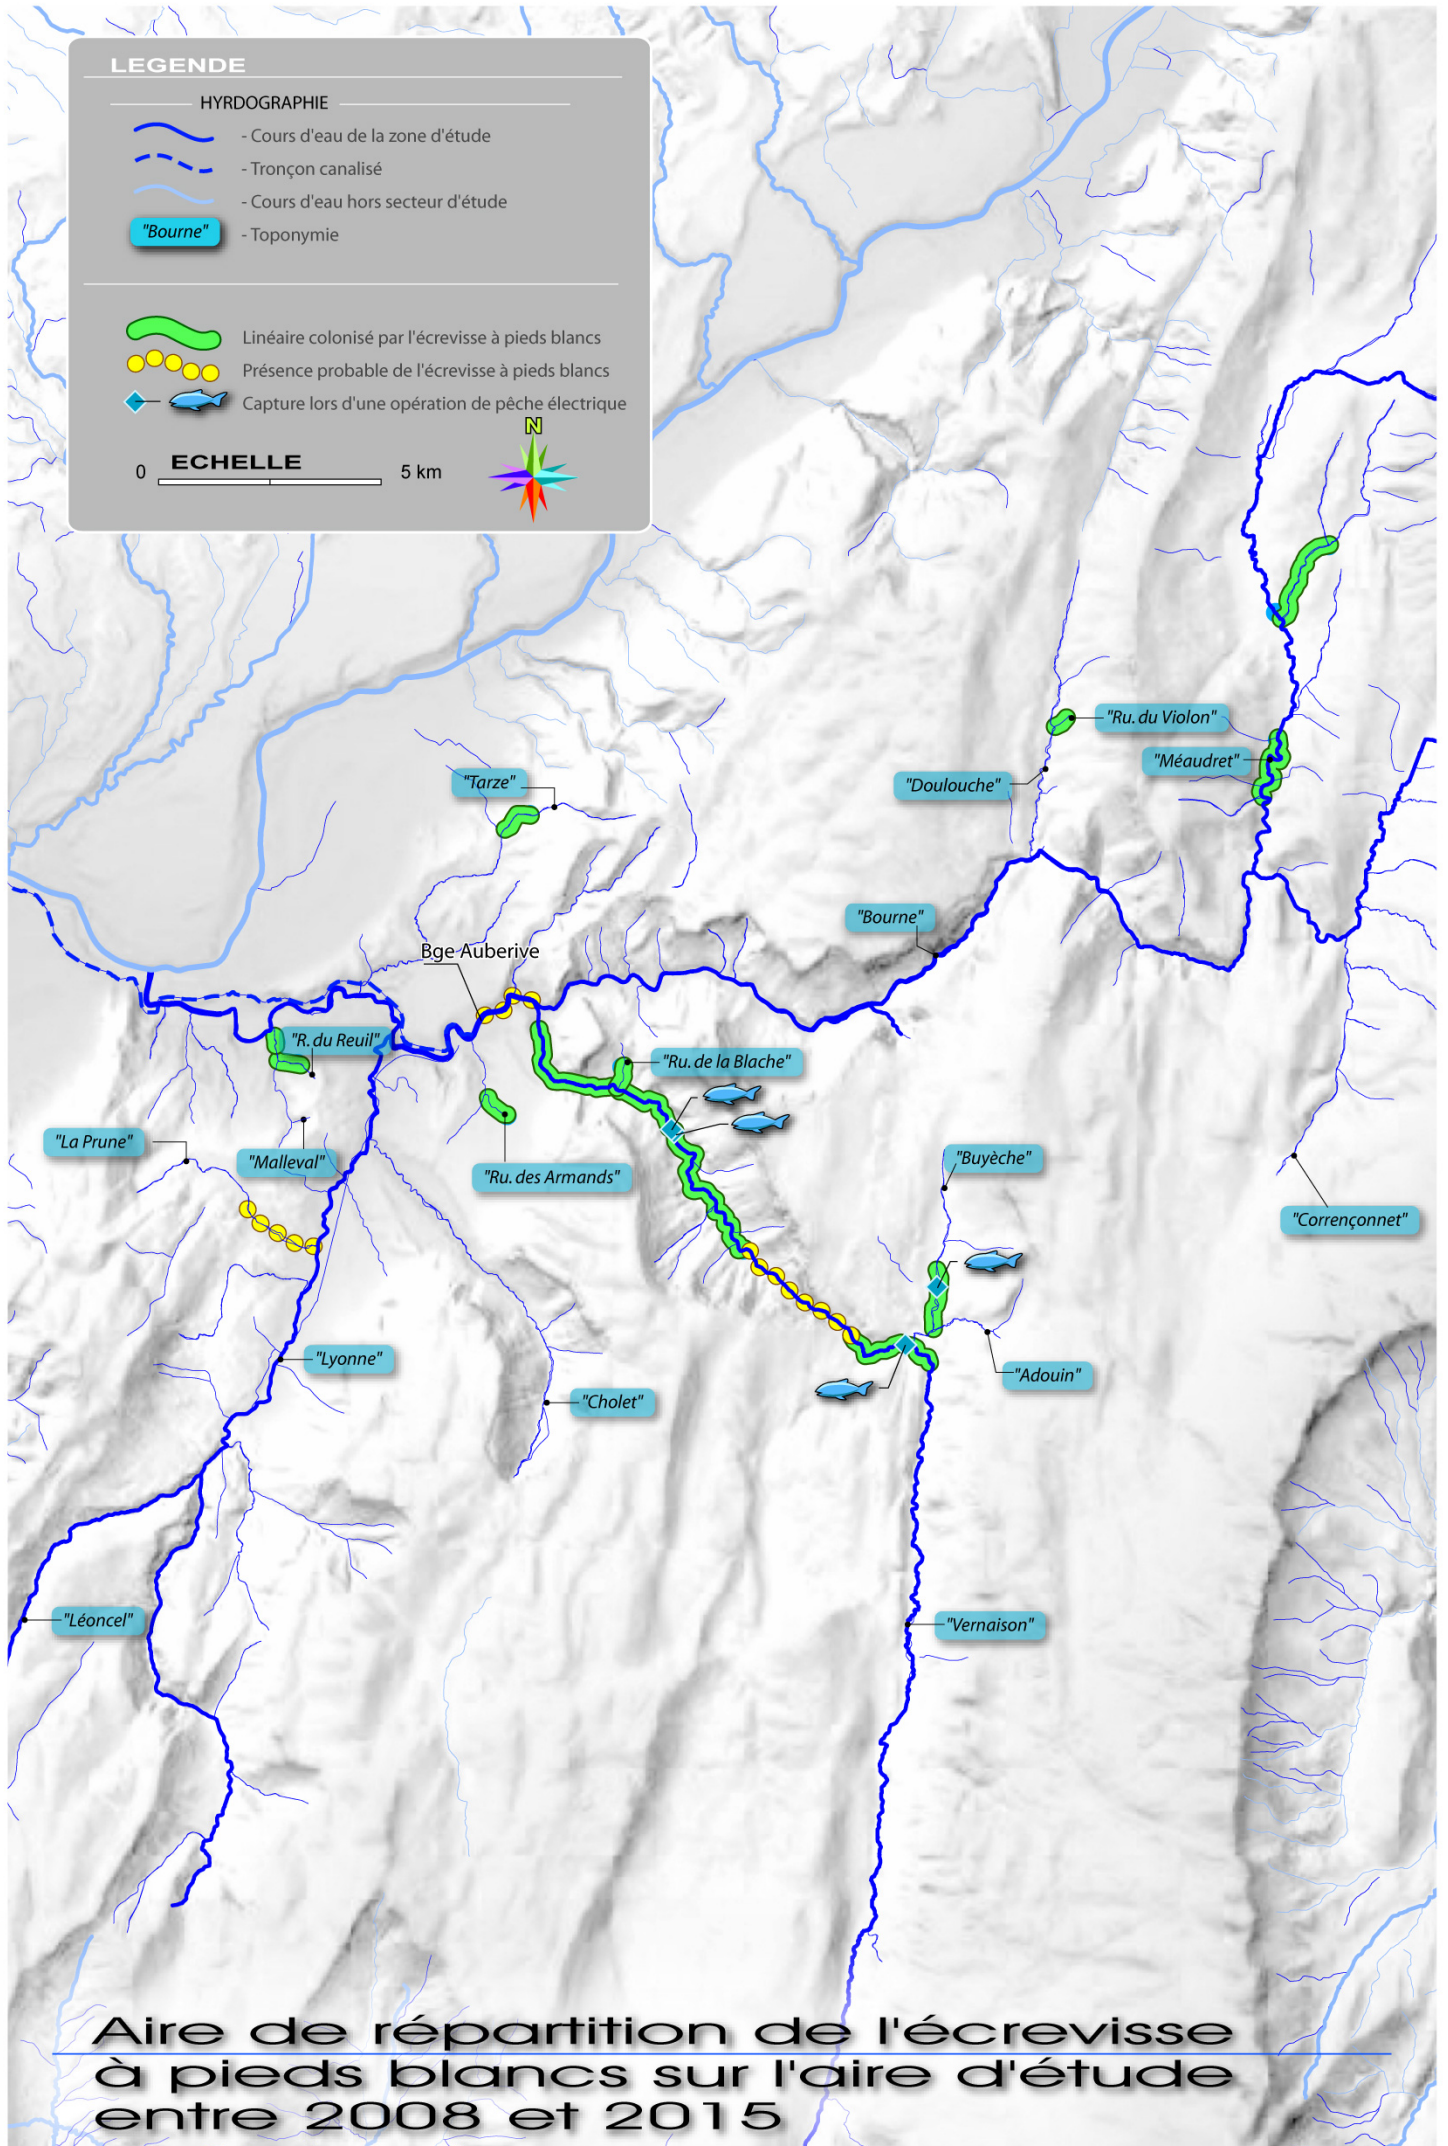 LEGENDE
HYRDOGRAPHIE
- Cours d'eau de la zone d'étude
- Tronçon canalisé
- Cours d'eau hors secteur d'étude
"Bourne" - Toponymie
Linéaire colonisé par l'écrevisse à pieds blancs
Présence probable de l'écrevisse à pieds blancs
Capture lors d'une opération de pêche électrique
N
0 ECHELLE 5 km
"Ru. du Violon"
"Méaudret"
"Tarze"
"Doulouche"
"Bourne"
Bge Auberive
"R. du Reuil"
"Ru. de la Blache"
"La Prune"
"Malleval"
"Ru. des Armands"
"Buyèche"
"Corrençonnet"
"Lyonne"
"Adouin"
"Cholet"
"Léoncel"
"Vernaison"
Aire de répartition de l'écrevisse
à pieds blancs sur l'aire d'étude
entre 2008 et 2015